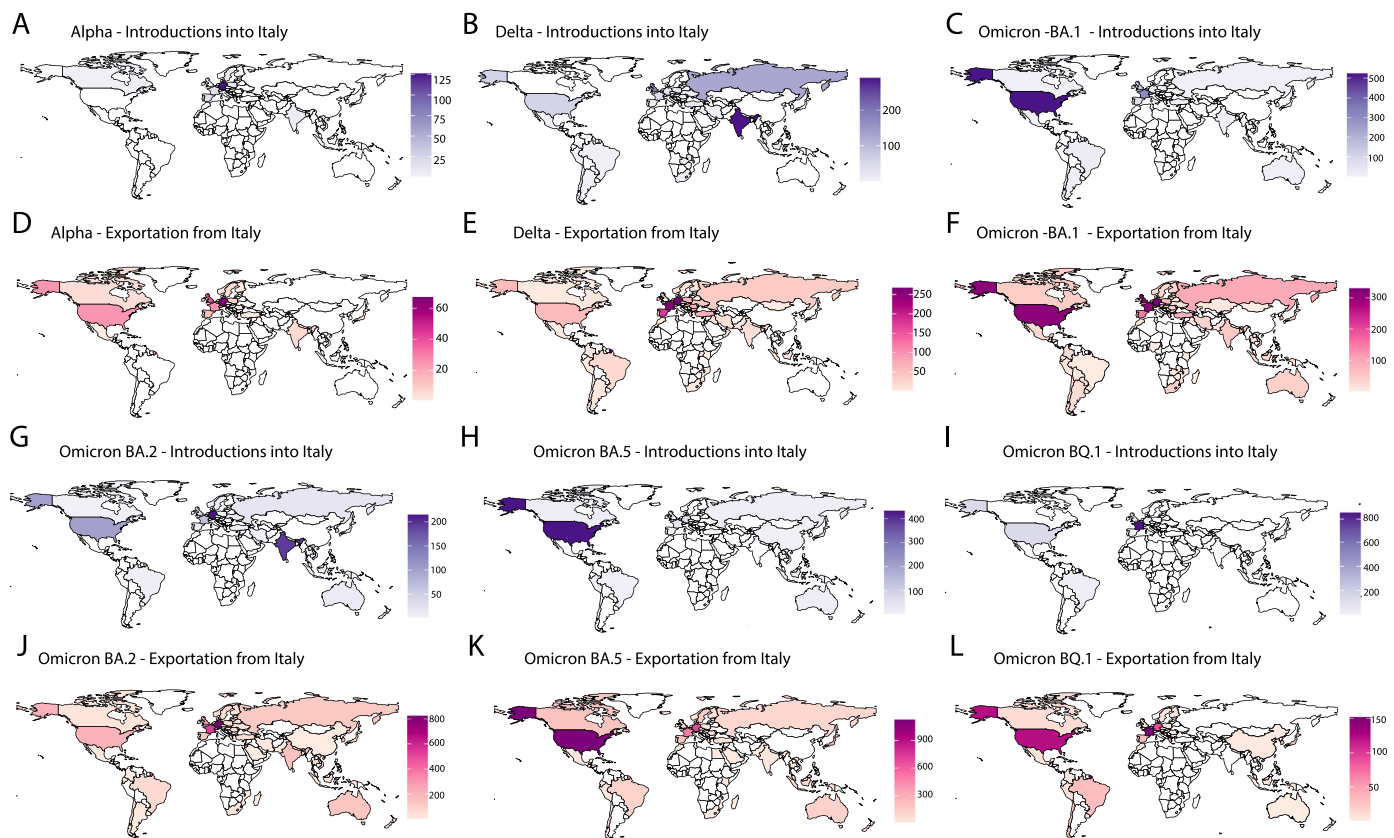 A
Alpha - Introductions into Italy
125
100
75
50
25
B
Delta - Introductions into Italy
200
100
C
Omicron -BA.1 - Introductions into Italy
500
400
300
200
100
D
Alpha - Exportation from Italy
60
40
20
E
Delta - Exportation from Italy
250
200
150
100
50
F
Omicron -BA.1 - Exportation from Italy
300
200
100
G
Omicron BA.2 - Introductions into Italy
200
150
100
50
H
Omicron BA.5 - Introductions into Italy
400
300
200
100
I
Omicron BQ.1 - Introductions into Italy
800
600
400
200
J
Omicron BA.2 - Exportation from Italy
800
600
400
200
K
Omicron BA.5 - Exportation from Italy
900
600
300
L
Omicron BQ.1 - Exportation from Italy
150
100
50